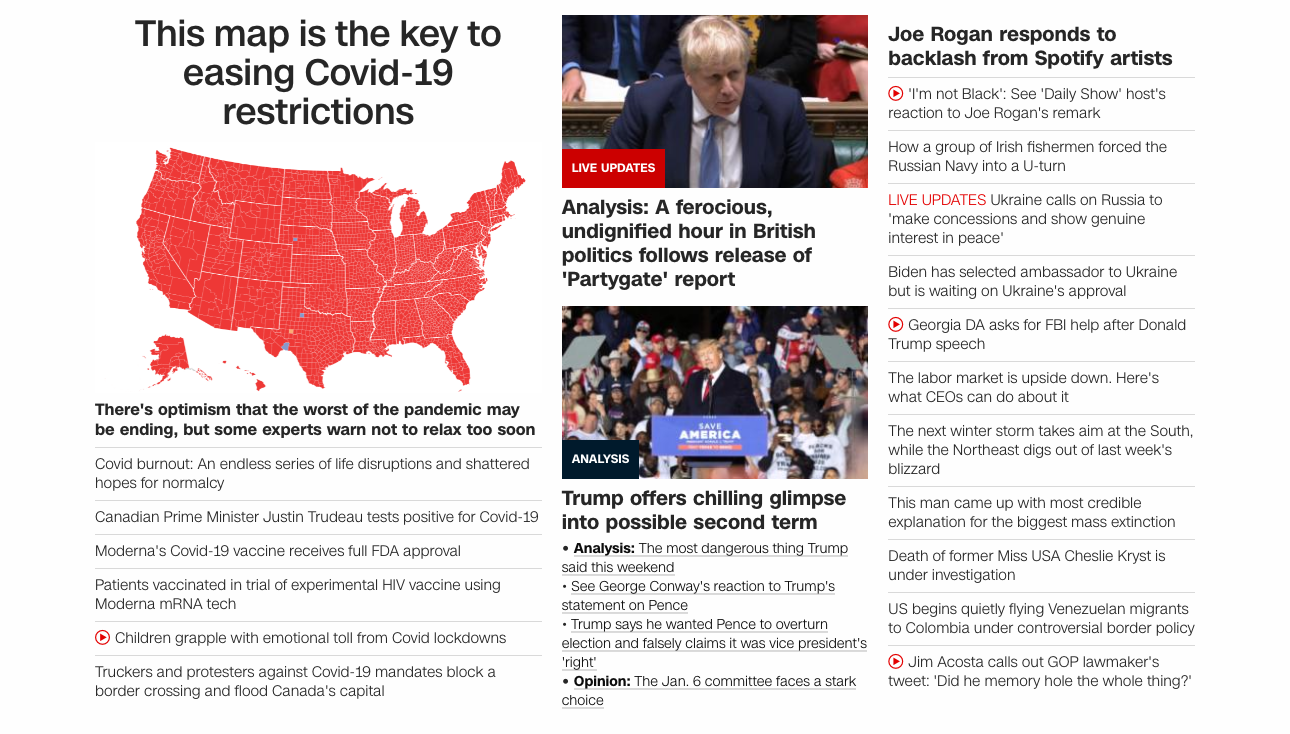 This map is the key to
easing Covid-19
restrictions
There's optimism that the worst of the pandemic may
be ending, but some experts warn not to relax too soon
Covid burnout: An endless series of life disruptions and shattered
hopes for normalcy
Canadian Prime Minister Justin Trudeau tests positive for Covid-19
Moderna's Covid-19 vaccine receives full FDA approval
Patients vaccinated in trial of experimental HIV vaccine using
Moderna mRNA tech
Children grapple with emotional toll from Covid lockdowns
Truckers and protesters against Covid-19 mandates block a
border crossing and flood Canada's capital
LIVE UPDATES
Analysis: A ferocious,
undignified hour in British
politics follows release of
'Partygate' report
SAVE
AMERICA
ANALYSIS
Trump offers chilling glimpse
into possible second term
• Analysis: The most dangerous thing Trump
said this weekend
• See George Conway's reaction to Trump's
statement on Pence
• Trump says he wanted Pence to overturn
election and falsely claims it was vice president's
'right'
• Opinion: The Jan. 6 committee faces a stark
choice
Joe Rogan responds to
backlash from Spotify artists
'I'm not Black': See 'Daily Show' host's
reaction to Joe Rogan's remark
How a group of Irish fishermen forced the
Russian Navy into a U-turn
LIVE UPDATES Ukraine calls on Russia to
'make concessions and show genuine
interest in peace'
Biden has selected ambassador to Ukraine
but is waiting on Ukraine's approval
Georgia DA asks for FBI help after Donald
Trump speech
The labor market is upside down. Here's
what CEOs can do about it
The next winter storm takes aim at the South,
while the Northeast digs out of last week's
blizzard
This man came up with most credible
explanation for the biggest mass extinction
Death of former Miss USA Cheslie Kryst is
under investigation
US begins quietly flying Venezuelan migrants
to Colombia under controversial border policy
Jim Acosta calls out GOP lawmaker's
tweet: 'Did he memory hole the whole thing?'